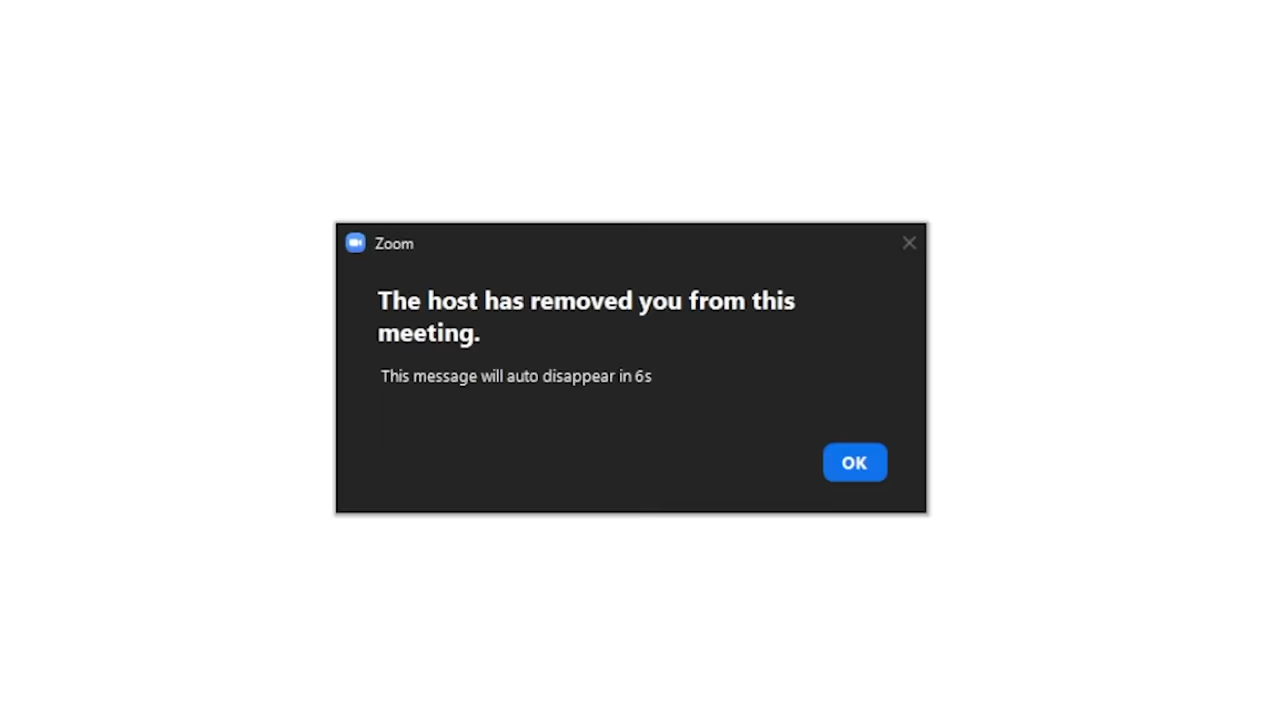 Zoom
The host has removed you from this
meeting.
This message will auto disappear in 6s
OK